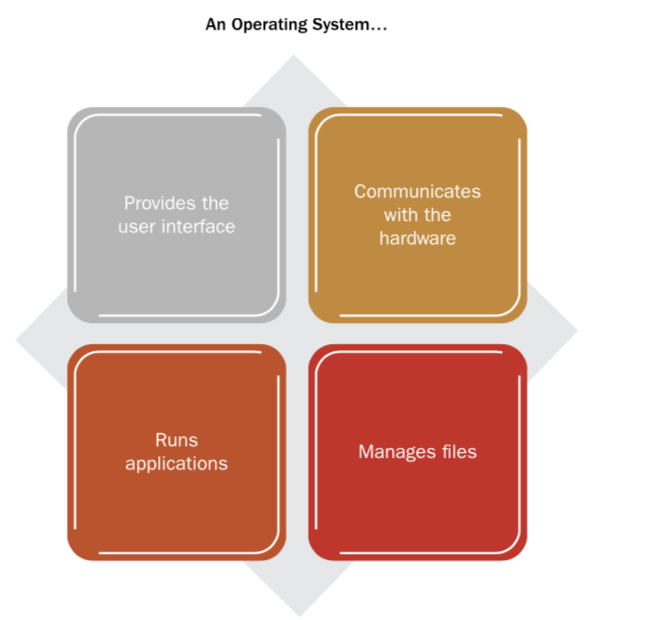 An Operating System...
Provides the
user interface
Communicates
with the
hardware
Runs
applications
Manages files